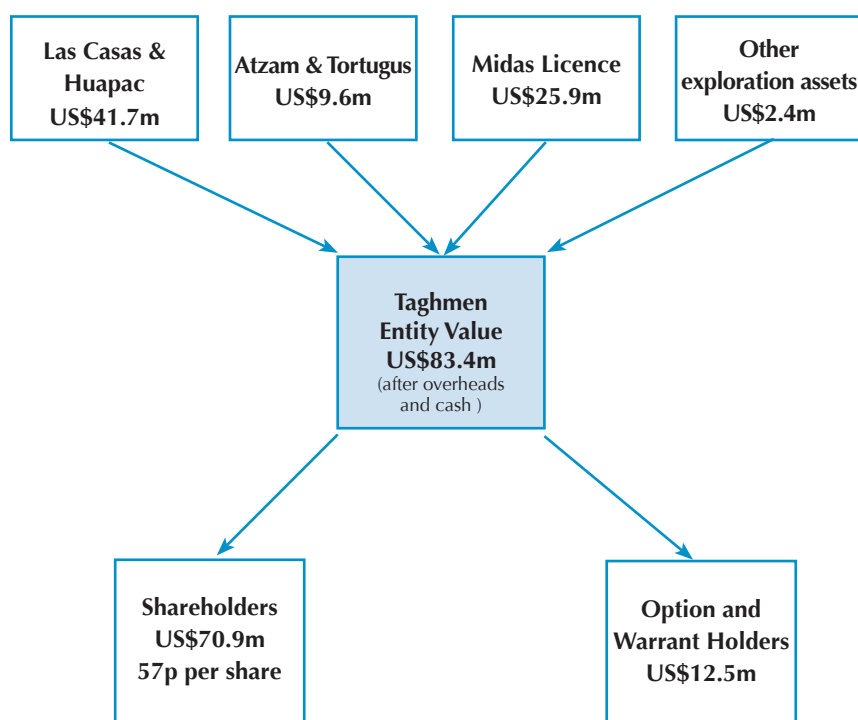 Las Casas &
Huapac
US$41.7m
Atzam & Tortugus
US$9.6m
Midas Licence
US$25.9m
Other
exploration assets
US$2.4m
Taghmen
Entity Value
US$83.4m
(after overheads
and cash )
Shareholders
US$70.9m
57p per share
Option and
Warrant Holders
US$12.5m